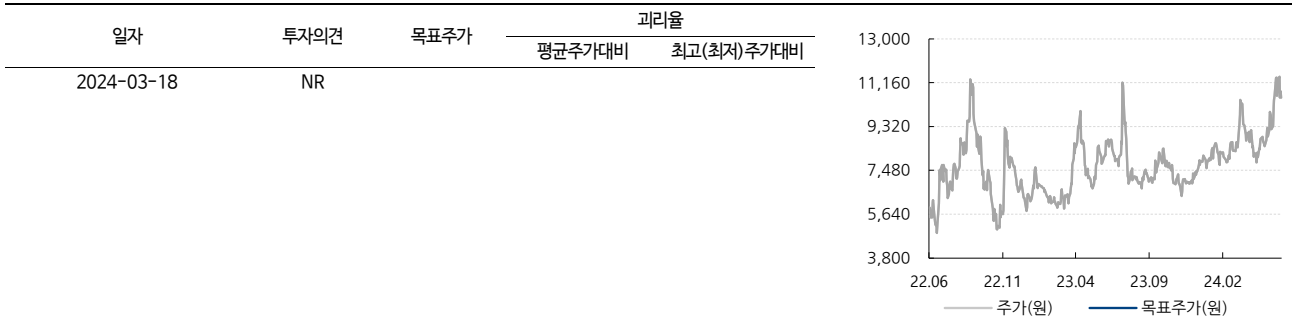 일자 투자의견 목표주가 괴리율
평균주가대비 최고(최저)주가대비
2024-03-18 NR
13,000
11,160
9,320
7,480
5,640
3,800
22.06 22.11 23.04 23.09 24.02
주가(원) 목표주가(원)